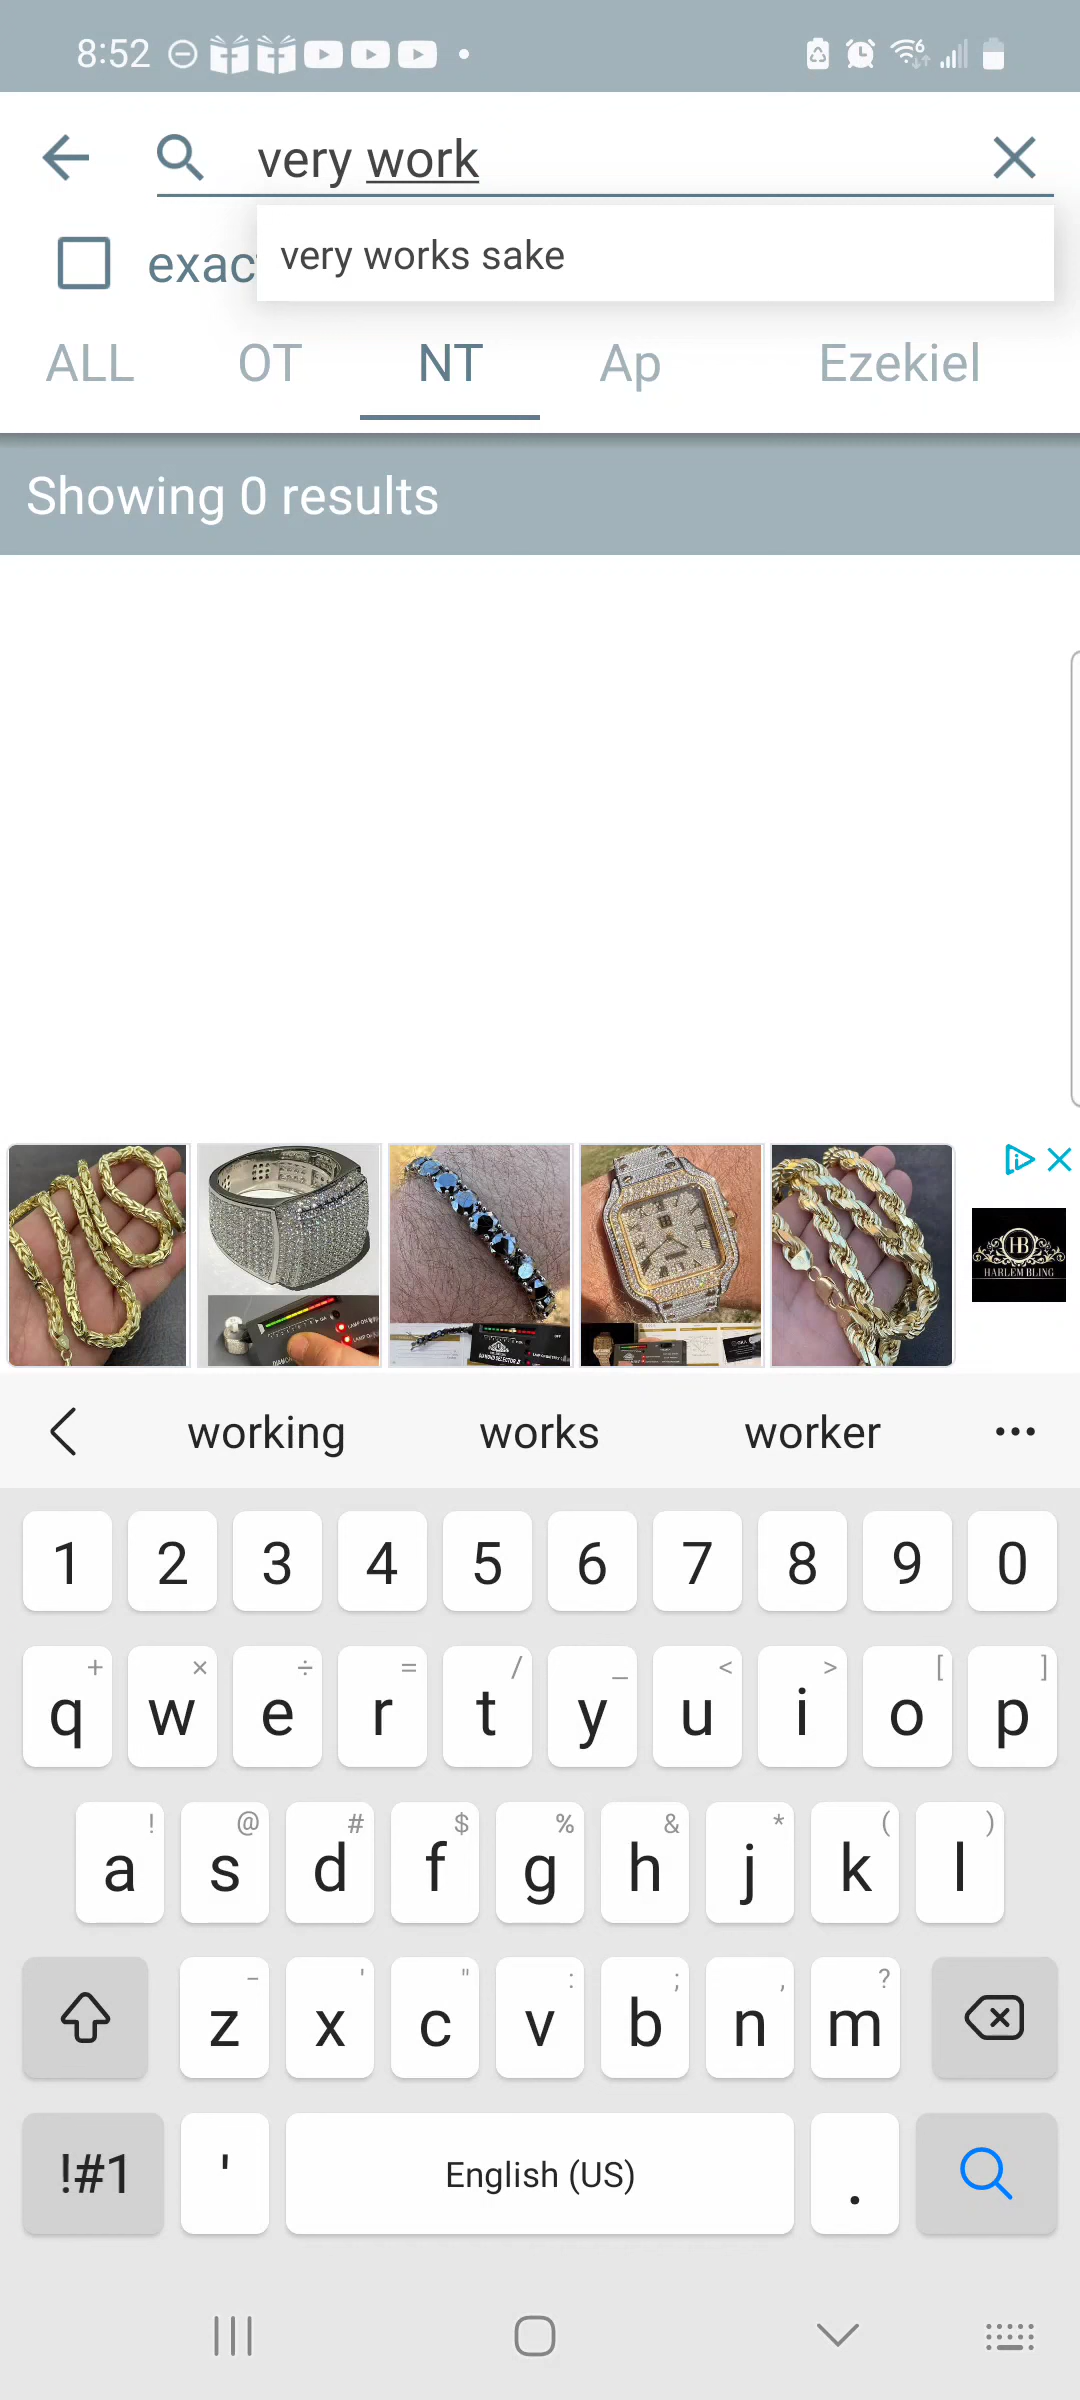 8:52
very work
exac
very works sake
ALL OT NT Ap Ezekiel
Showing 0 results
HB
HARLEM BLING
working works worker
1 2 3 4 5 6 7 8 9 0
+ × ÷ = / _ < > [ ]
q w e r t y u i o p
! @ # $ % & * ( )
a s d f g h j k l
- ' " : ; , ?
z x c v b n m
!#1 ' English (US) .